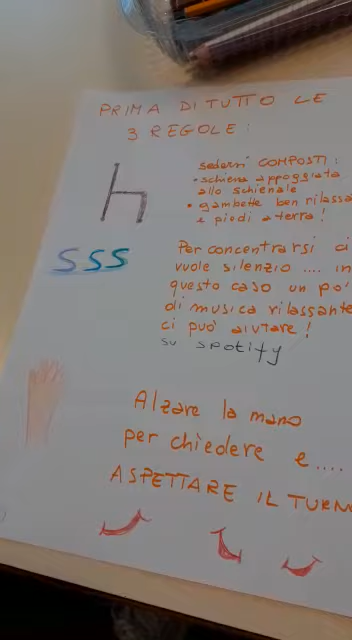 PRIMA DI TUTTO LE
3 REGOLE:
sedersi COMPOSTI:
• schiena appoggiata
allo schienale
• gambette ben rilassa
e piedi a terra!
SSS
Per concentrarsi ci
vuole silenzio .... in
questo caso un po'
di musica rilassante
ci può aiutare!
su spotify
Alzare la mano
per chiedere e....
ASPETTARE IL TURNO